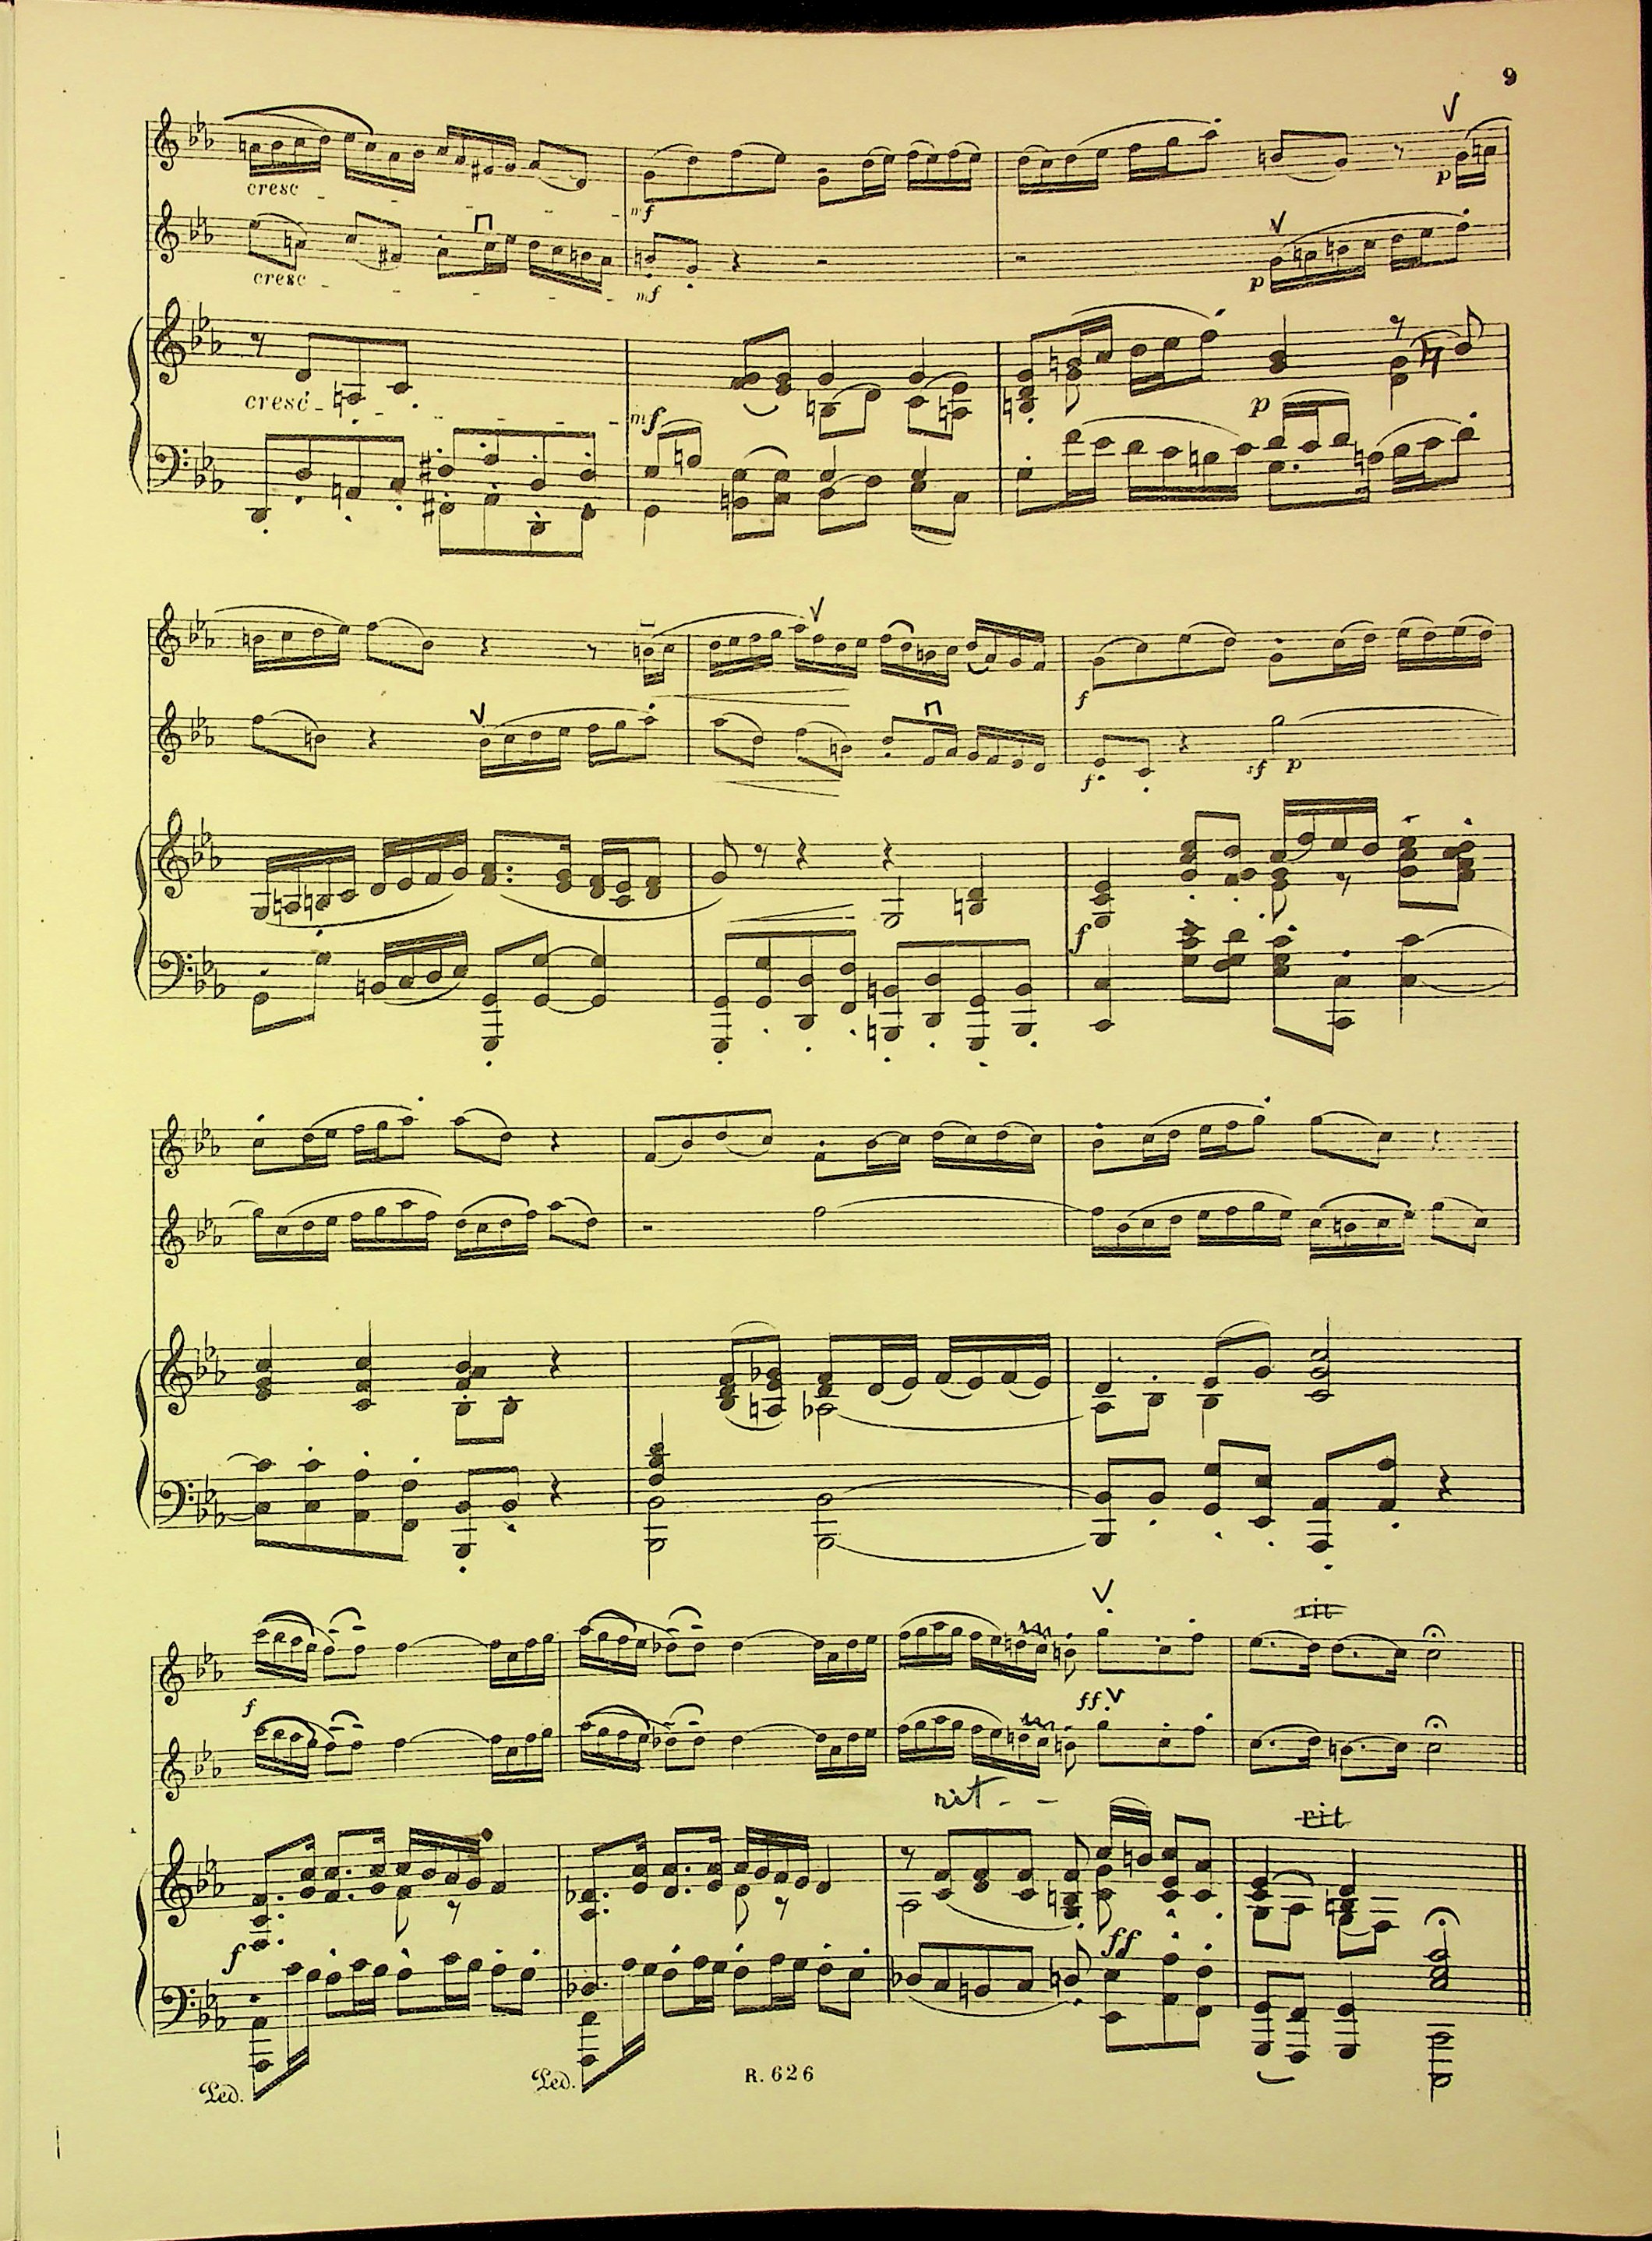 9
cresc
p
mf
cresc
p
mf
cresc
mf
p
f
f sf p
f
rit
f
ff
rit - -
rit
f
ff
Ped. Ped. R. 626